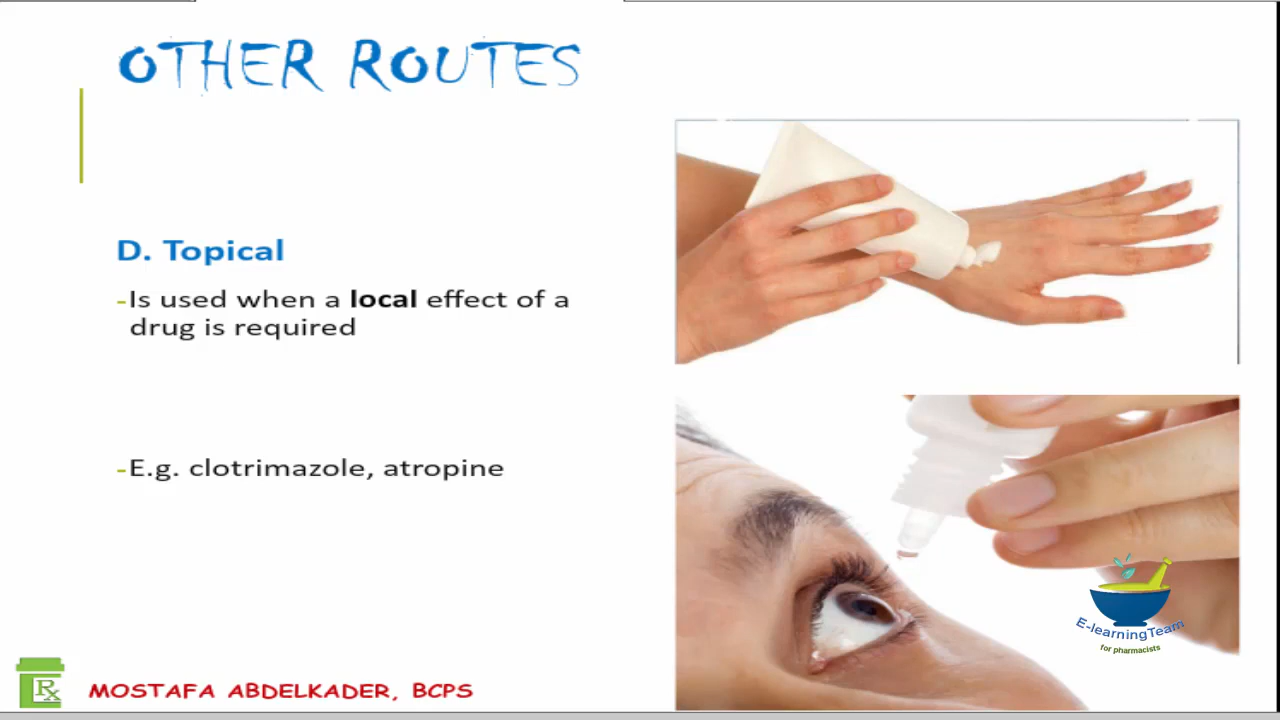 OTHER ROUTES
D. Topical
-Is used when a local effect of a
drug is required
-E.g. clotrimazole, atropine
E-learningTeam
for pharmacists
Rx
MOSTAFA ABDELKADER, BCPS